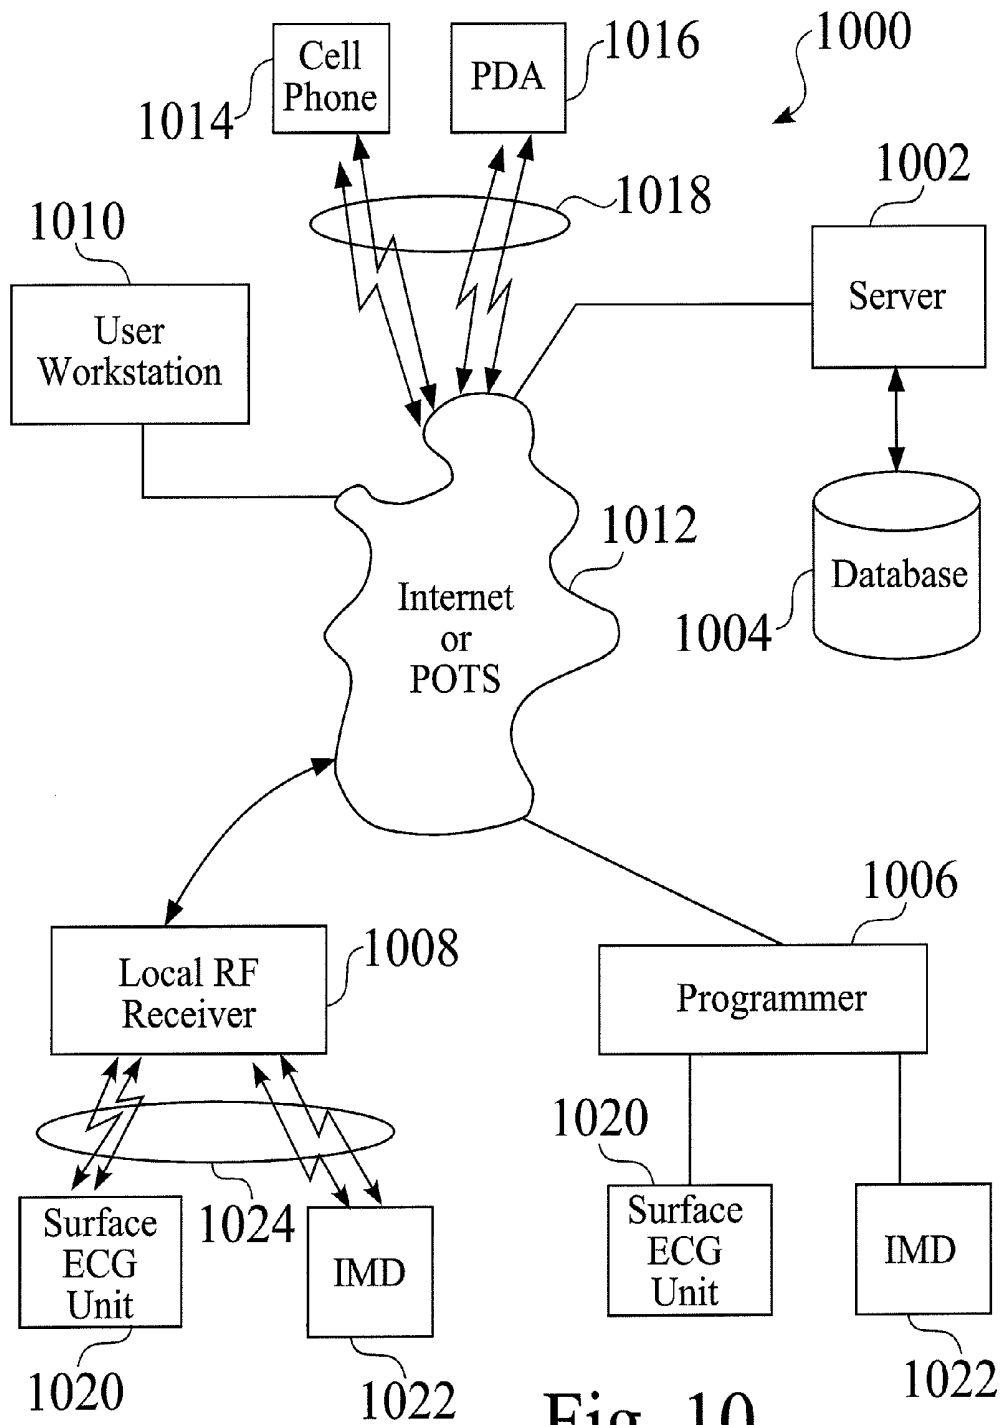 Cell
Phone
1014
PDA
1016
1000
1018
1002
Server
1010
User
Workstation
1012
Internet
or
POTS
Database
1004
1006
Programmer
1008
Local RF
Receiver
1020
Surface
ECG
Unit
IMD
1022
1024
Surface
ECG
Unit
1020
IMD
1022
Fig. 10